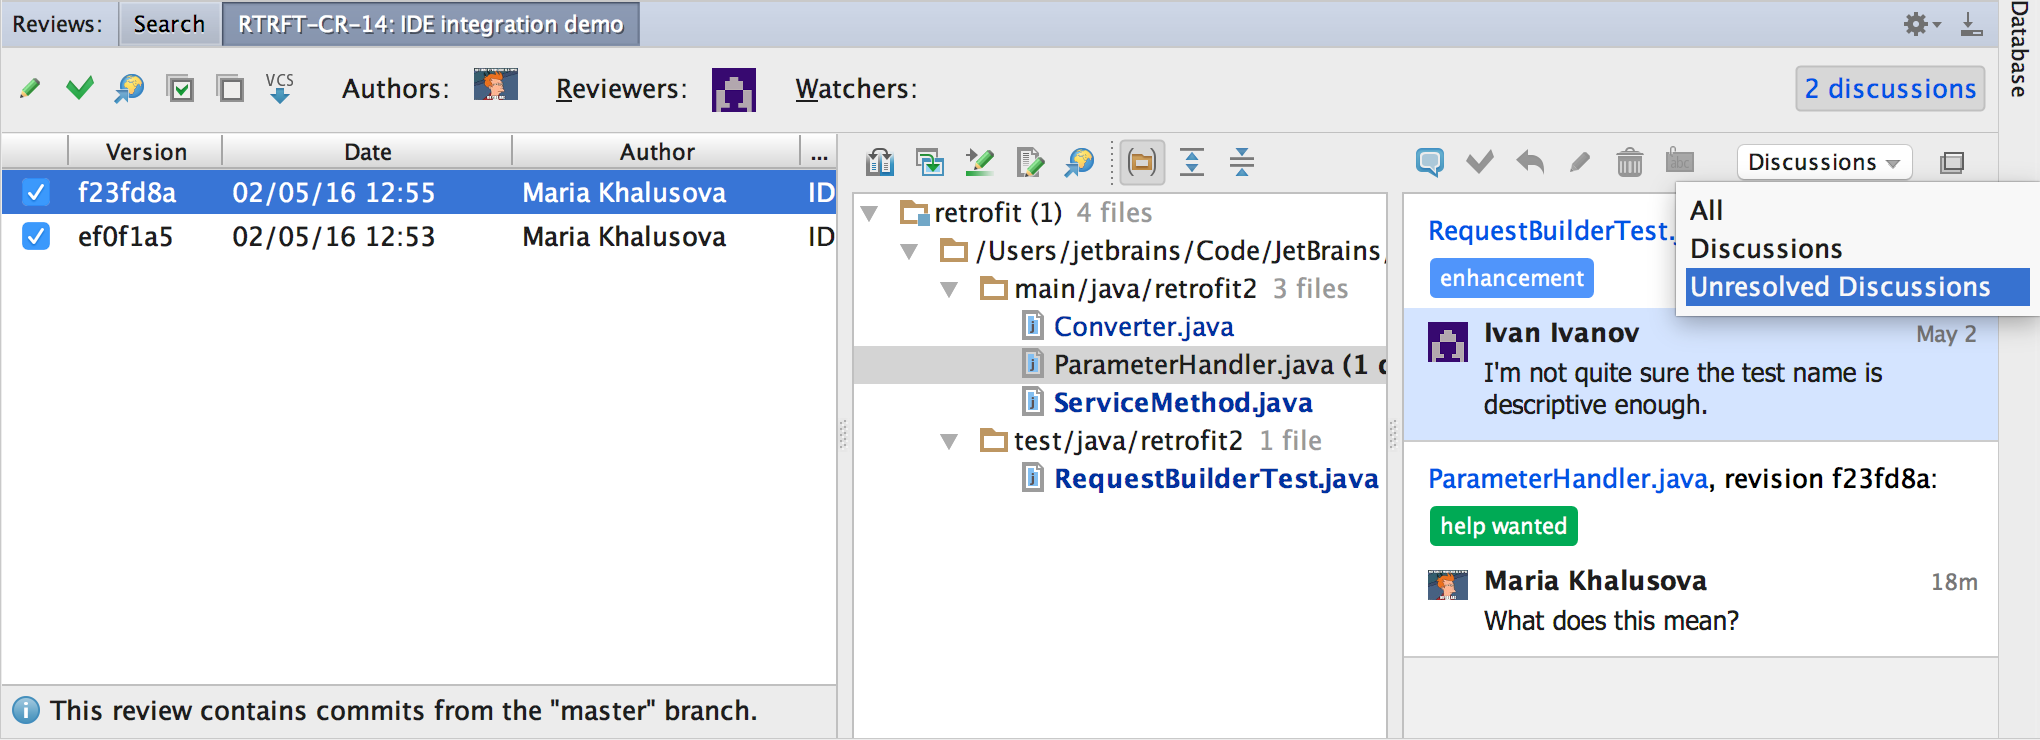 Reviews: Search RTRFT-CR-14: IDE integration demo
Database
VCS Authors: Reviewers: Watchers: 2 discussions
Version Date Author ...
f23fd8a 02/05/16 12:55 Maria Khalusova ID
ef0f1a5 02/05/16 12:53 Maria Khalusova ID
This review contains commits from the "master" branch.
retrofit (1) 4 files
/Users/jetbrains/Code/JetBrains/
main/java/retrofit2 3 files
Converter.java
ParameterHandler.java (1
ServiceMethod.java
test/java/retrofit2 1 file
RequestBuilderTest.java
abc Discussions
All
Discussions
Unresolved Discussions
RequestBuilderTest.
enhancement
Ivan Ivanov May 2
I'm not quite sure the test name is
descriptive enough.
ParameterHandler.java, revision f23fd8a:
help wanted
Maria Khalusova 18m
What does this mean?